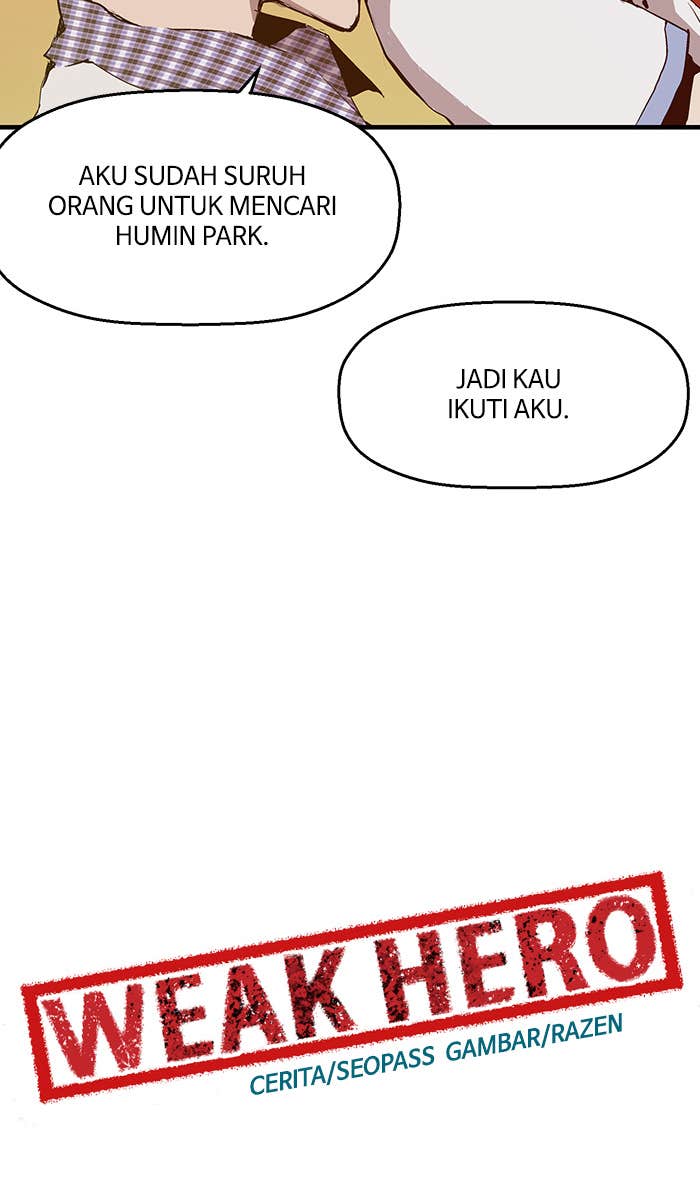 AKU SUDAH SURUH
ORANG UNTUK MENCARI
HUMIN PARK.
JADI KAU
IKUTI AKU.
WEAK HERO
CERITA/SEOPASS GAMBAR/RAZEN